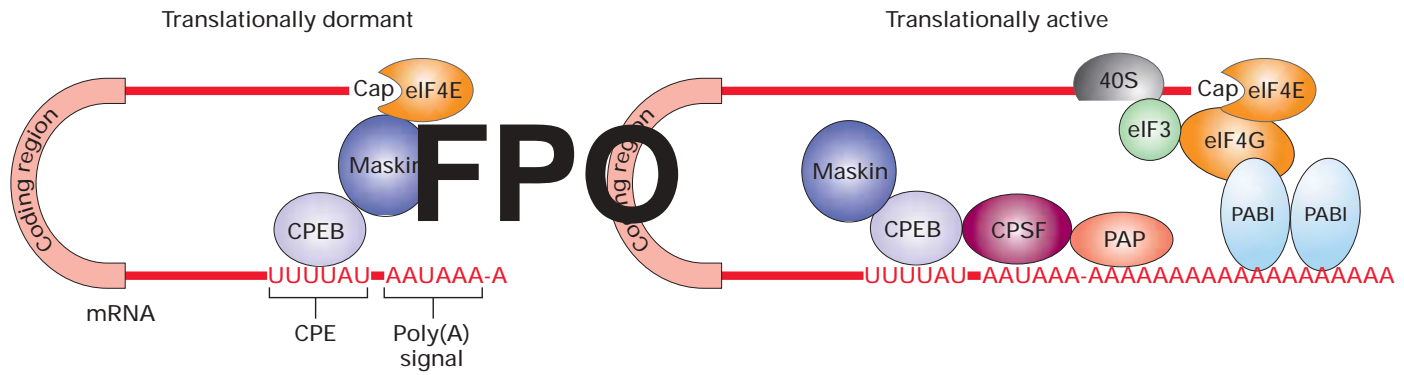 Translationally dormant
Cap
eIF4E
Maskin
CPEB
Coding region
UUUUAU
AAUAAA-A
mRNA
CPE
Poly(A)
signal
FPO
Translationally active
40S
Cap
eIF4E
eIF3
eIF4G
Maskin
CPEB
CPSF
PAP
PABI
PABI
Coding region
UUUUAU
AAUAAA-AAAAAAAAAAAAAAAAAAA